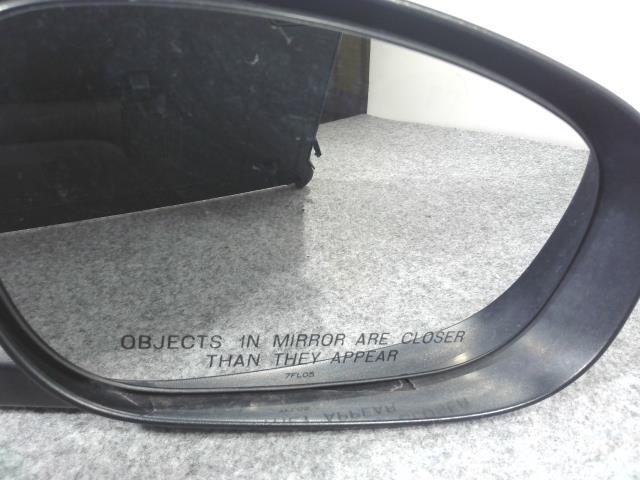 OBJECTS IN MIRROR ARE CLOSER
THAN THEY APPEAR
7FL05